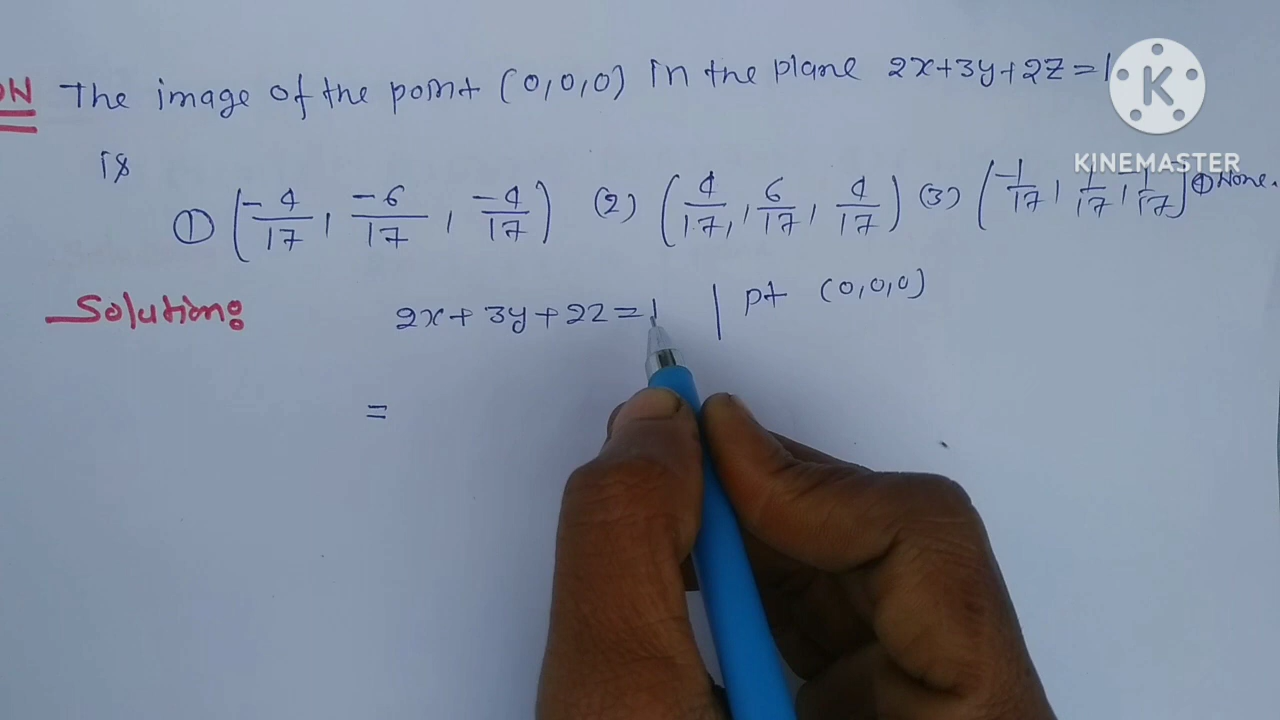 ON The image of the point (0,0,0) in the plane 2x+3y+2z=1
is
① (-4/17, -6/17, -4/17) (2) (4/17, 6/17, 4/17) (3) (-1/17, 1/17, -1/17) ④ None.
Solution: 2x+3y+2z=1 | pt (0,0,0)
=
K
KINEMASTER